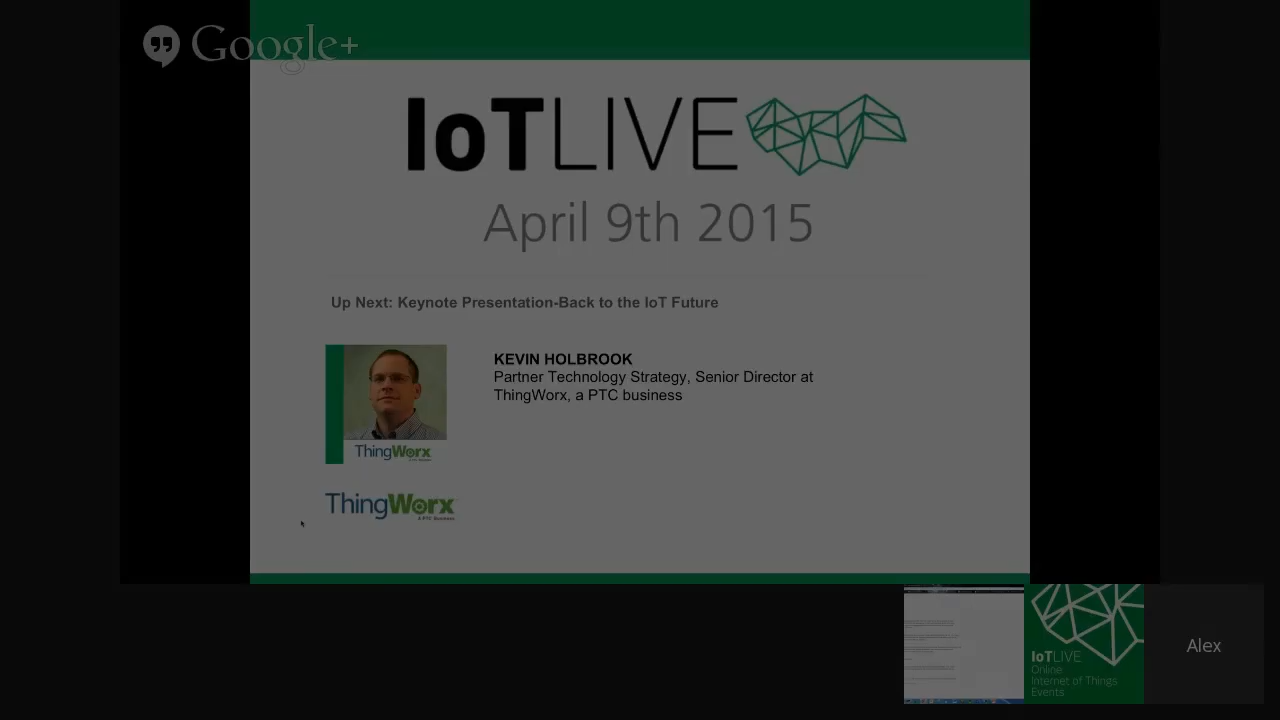 Google+
IoTLIVE
April 9th 2015
Up Next: Keynote Presentation-Back to the IoT Future
KEVIN HOLBROOK
Partner Technology Strategy, Senior Director at
ThingWorx, a PTC business
ThingWorx
ThingWorx
A PTC Business
IoTLIVE
Online
Internet of Things
Events
Alex